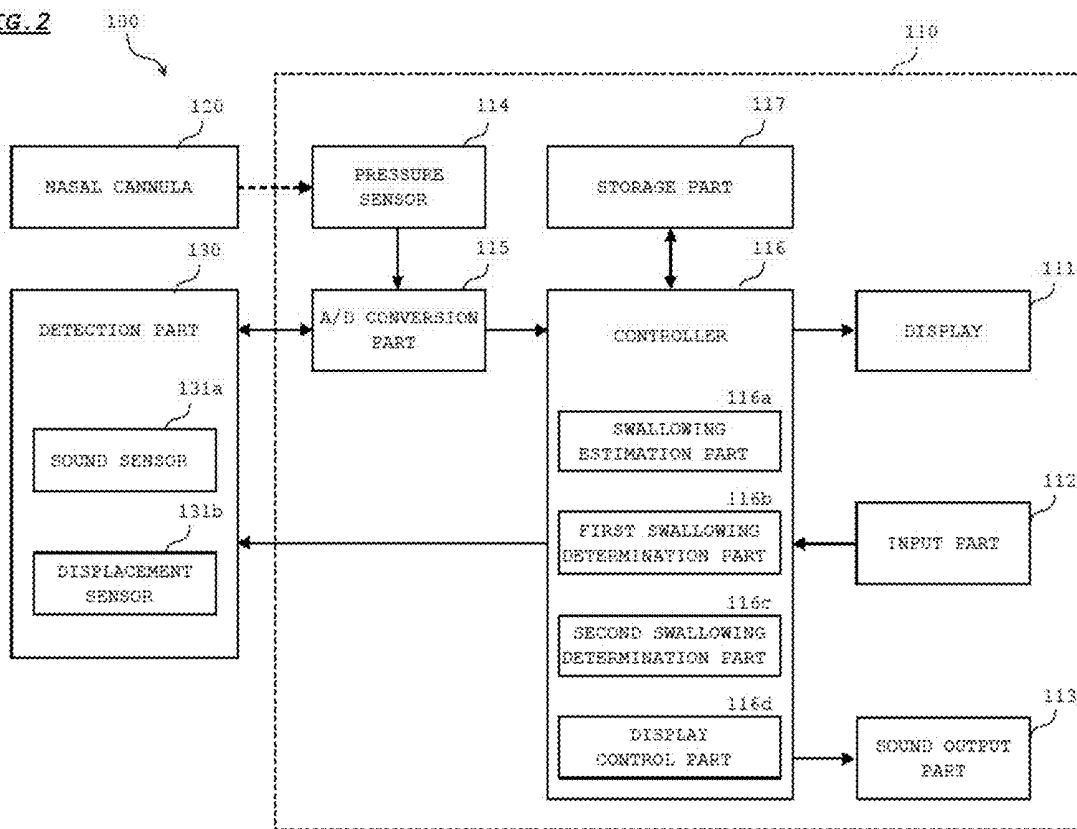 FIG.2
100
110
120
114
117
NASAL CANNULA
PRESSURE
SENSOR
STORAGE PART
130
115
116
111
DETECTION PART
A/D CONVERSION
PART
CONTROLLER
DISPLAY
131a
SOUND SENSOR
116a
SWALLOWING
ESTIMATION PART
131b
DISPLACEMENT
SENSOR
116b
FIRST SWALLOWING
DETERMINATION PART
112
INPUT PART
116c
SECOND SWALLOWING
DETERMINATION PART
116d
DISPLAY
CONTROL PART
113
SOUND OUTPUT
PART